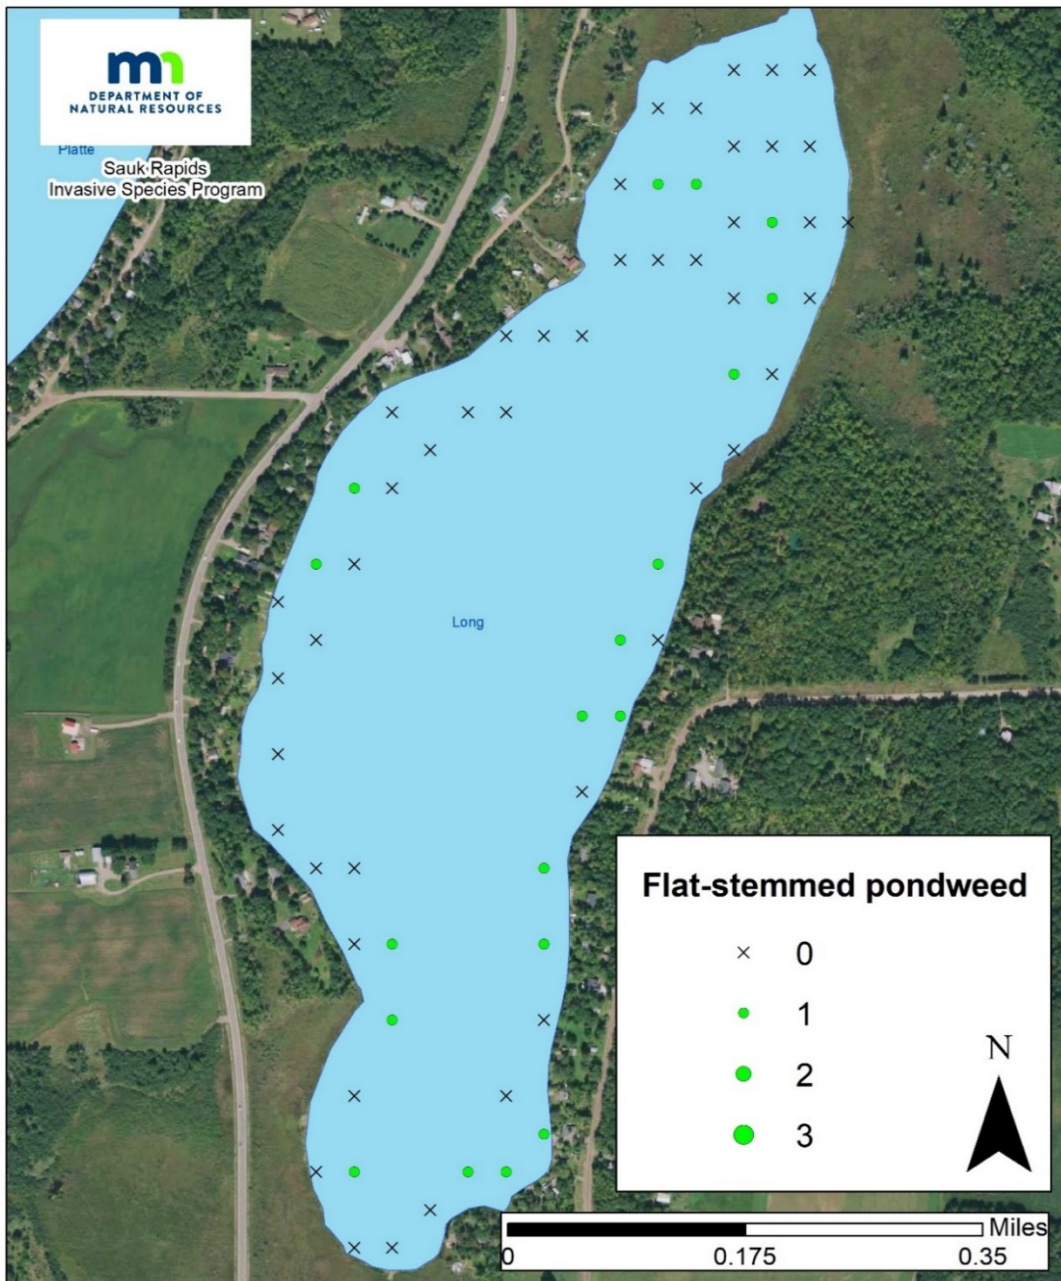 mn
DEPARTMENT OF
NATURAL RESOURCES
Platte
Sauk Rapids
Invasive Species Program
Long
Flat-stemmed pondweed
0
1
2
3
N
Miles
0 0.175 0.35